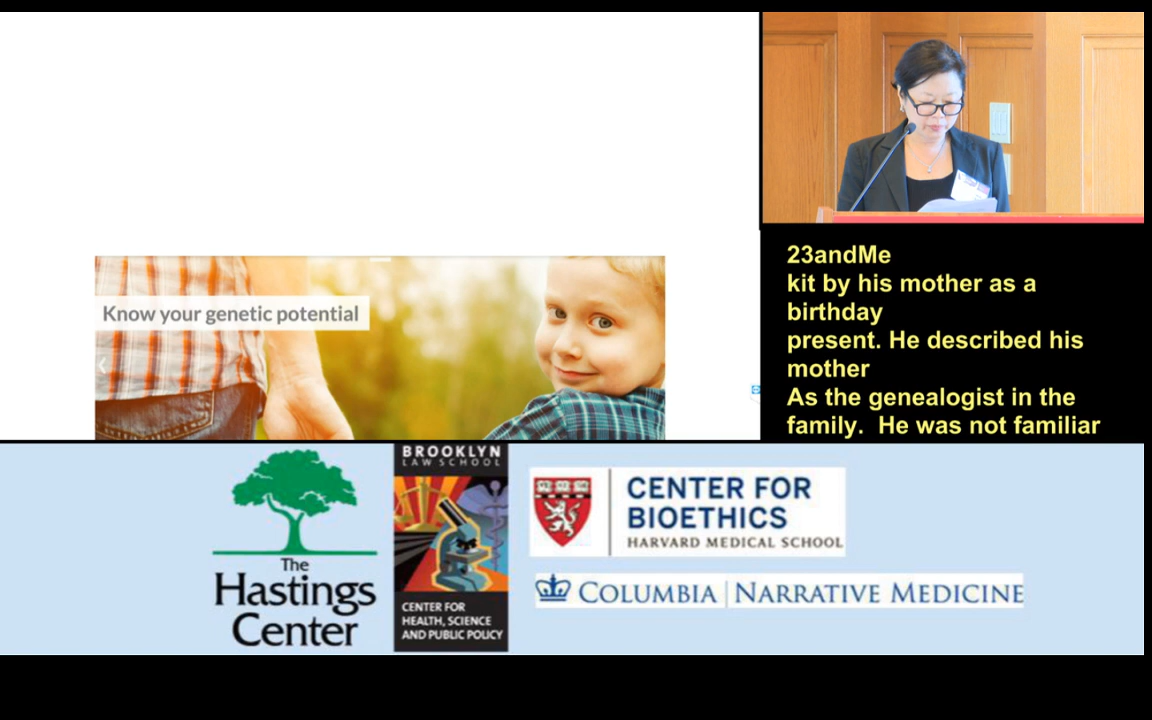 Know your genetic potential
23andMe
kit by his mother as a
birthday
present. He described his
mother
As the genealogist in the
family.  He was not familiar
The
Hastings
Center
BROOKLYN
LAW SCHOOL
CENTER FOR
HEALTH, SCIENCE
AND PUBLIC POLICY
CENTER FOR
BIOETHICS
HARVARD MEDICAL SCHOOL
COLUMBIA | NARRATIVE MEDICINE